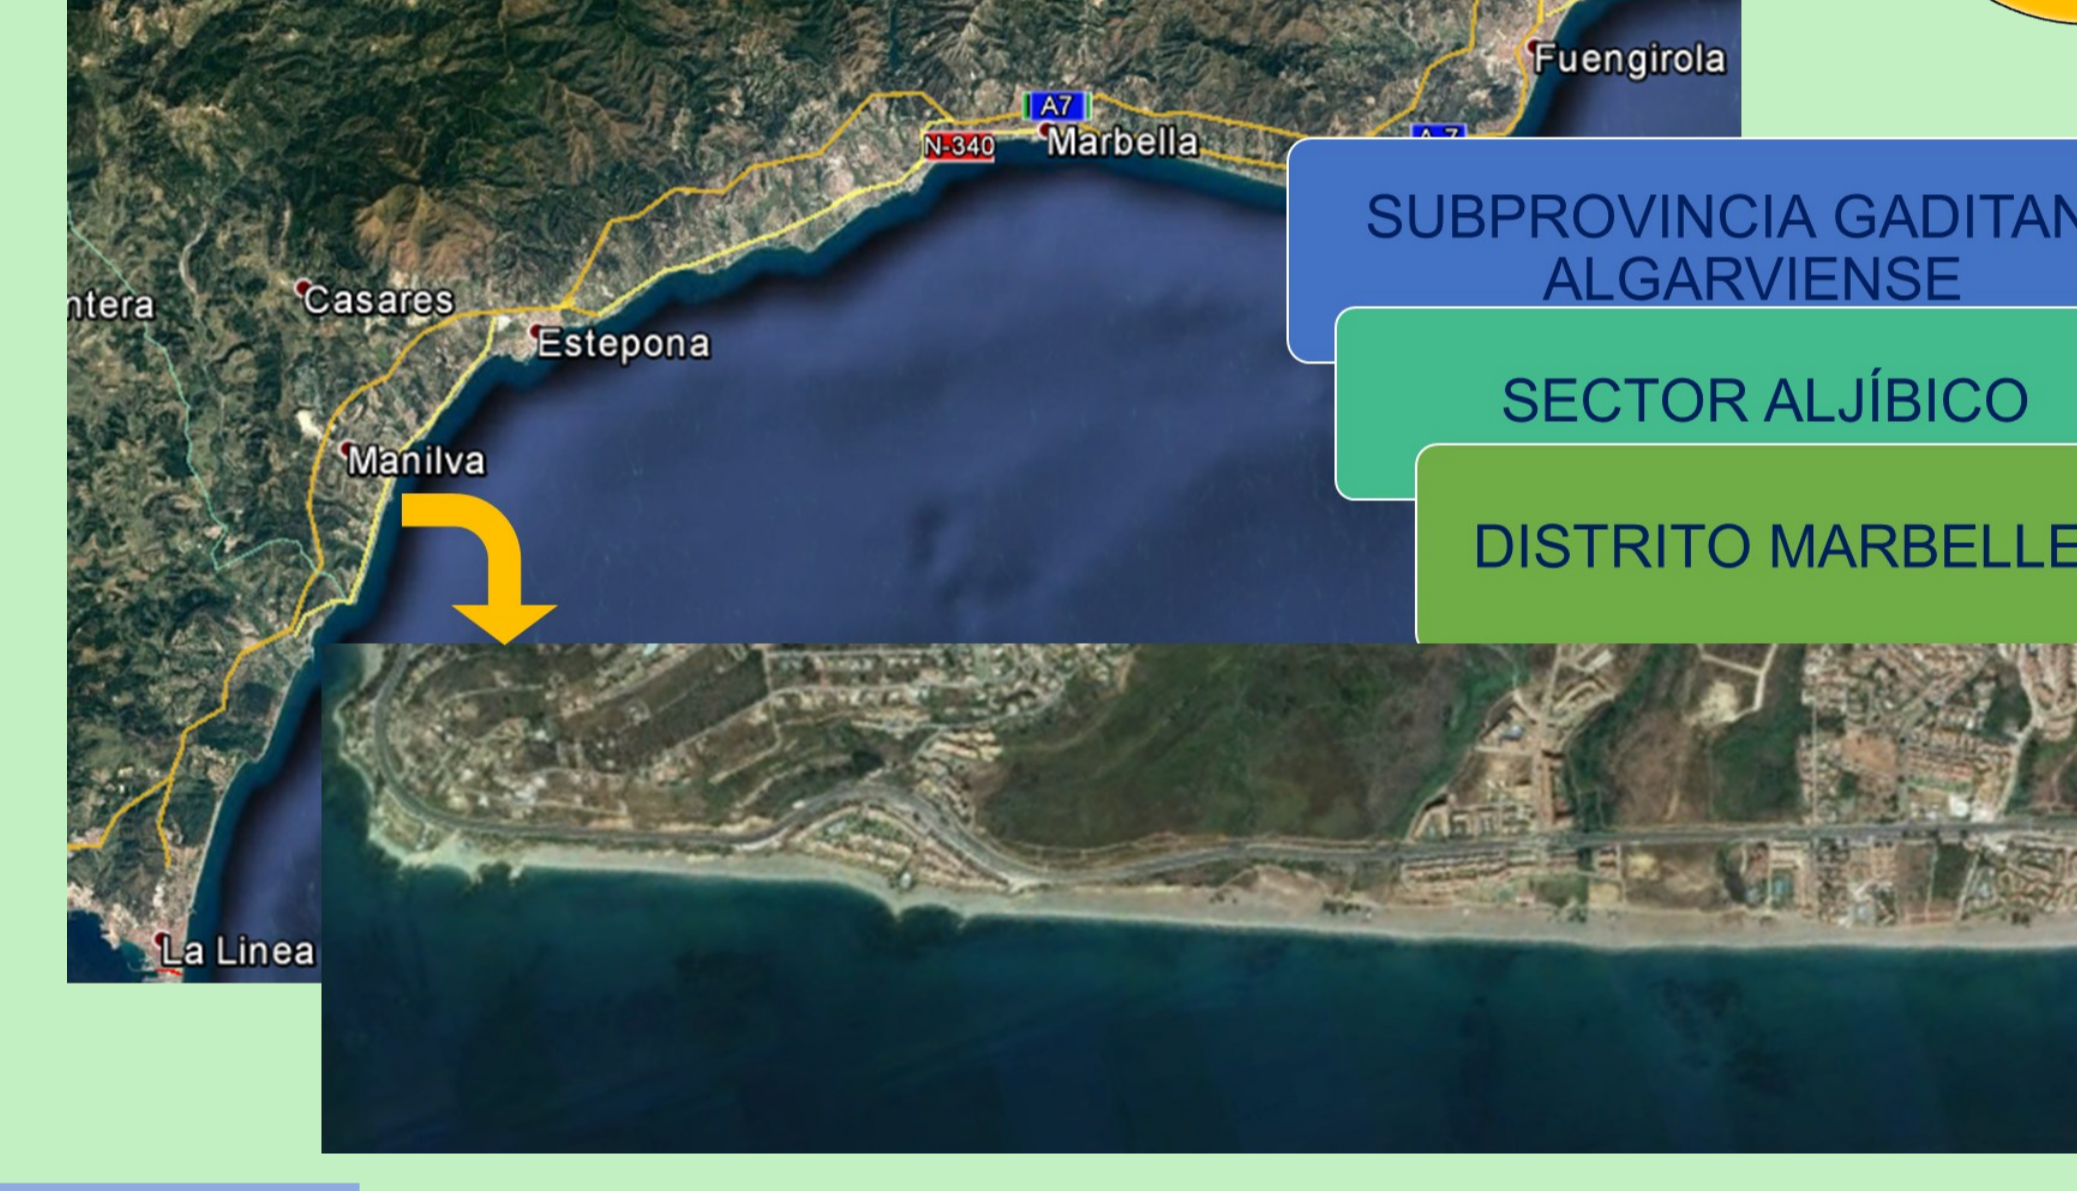 Fuengirola
A7
N-340
Marbella
SUBPROVINCIA GADITAN
ALGARVIENSE
Casares
ntera
Estepona
SECTOR ALJÍBICO
Manilva
DISTRITO MARBELLE
La Linea